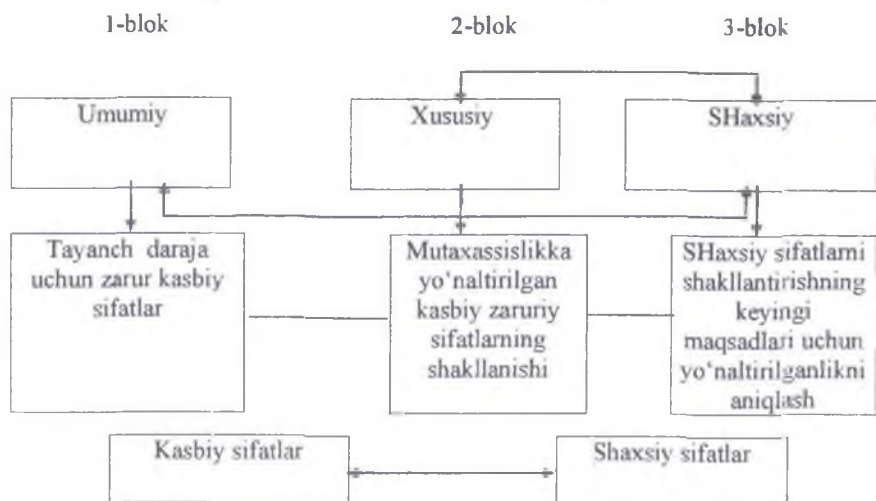 1-blok
2-blok
3-blok
Umumiy
Xususiy
SHaxsiy
Tayanch daraja
uchun zarur kasbiy
sifatlar
Mutaxassislikka
yo‘naltirilgan
kasbiy zaruriy
sifatlarning
shakllanishi
SHaxsiy sifatlarni
shakllantirishning
keyingi
maqsadlari uchun
yo‘naltirilganlikni
aniqlash
Kasbiy sifatlar
Shaxsiy sifatlar